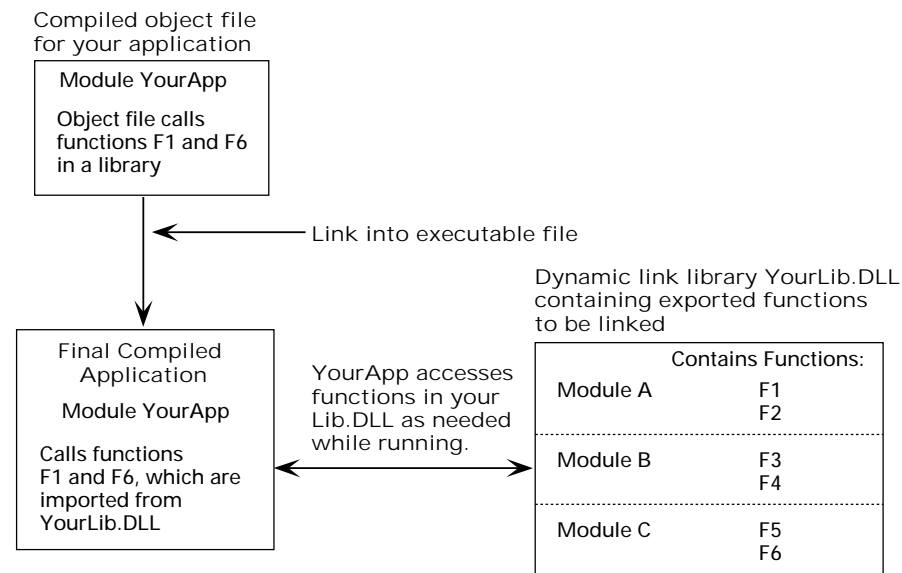 Compiled object file
for your application
Module YourApp
Object file calls
functions F1 and F6
in a library
Link into executable file
Dynamic link library YourLib.DLL
containing exported functions
to be linked
Final Compiled
Application
Module YourApp
Calls functions
F1 and F6, which are
imported from
YourLib.DLL
YourApp accesses
functions in your
Lib.DLL as needed
while running.
Contains Functions:
Module A F1
F2
Module B F3
F4
Module C F5
F6